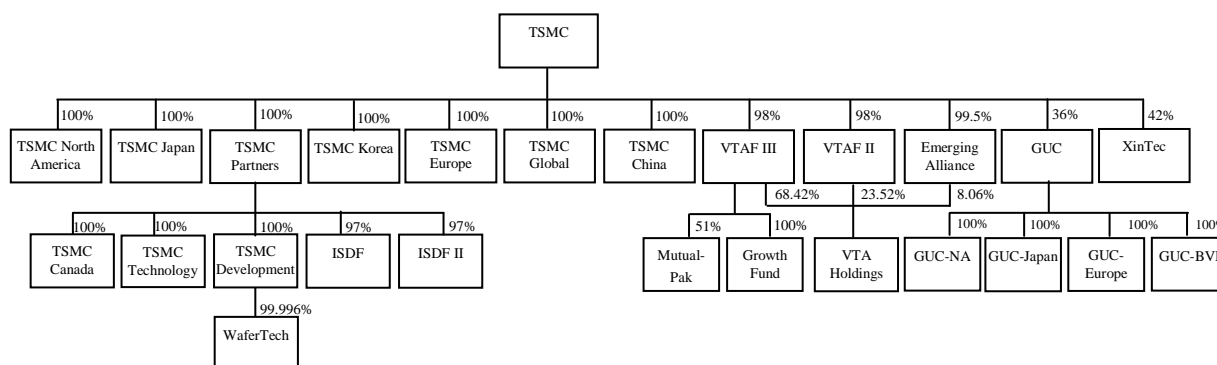 TSMC
100%
100%
100%
100%
100%
100%
100%
98%
98%
99.5%
36%
42%
TSMC North
America
TSMC Japan
TSMC
Partners
TSMC Korea
TSMC
Europe
TSMC
Global
TSMC
China
VTAF III
VTAF II
Emerging
Alliance
GUC
XinTec
68.42%
23.52%
8.06%
100%
100%
100%
97%
97%
51%
100%
100%
100%
100%
100%
TSMC
Canada
TSMC
Technology
TSMC
Development
ISDF
ISDF II
Mutual-
Pak
Growth
Fund
VTA
Holdings
GUC-NA
GUC-Japan
GUC-
Europe
GUC-BVI
99.996%
WaferTech